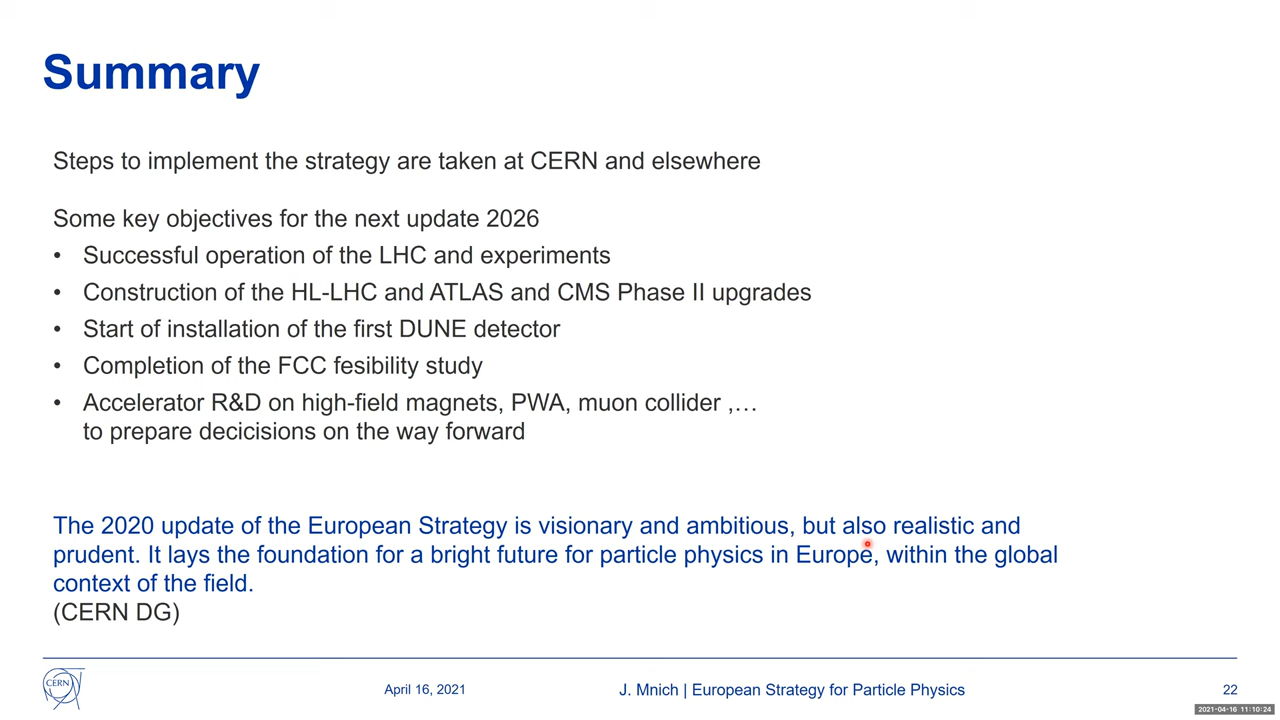 Summary
Steps to implement the strategy are taken at CERN and elsewhere
Some key objectives for the next update 2026
• Successful operation of the LHC and experiments
• Construction of the HL-LHC and ATLAS and CMS Phase II upgrades
• Start of installation of the first DUNE detector
• Completion of the FCC fesibility study
• Accelerator R&D on high-field magnets, PWA, muon collider ,…
to prepare decicisions on the way forward
The 2020 update of the European Strategy is visionary and ambitious, but also realistic and
prudent. It lays the foundation for a bright future for particle physics in Europe, within the global
context of the field.
(CERN DG)
CERN
April 16, 2021
J. Mnich | European Strategy for Particle Physics
22
2021-04-16 11:10:24